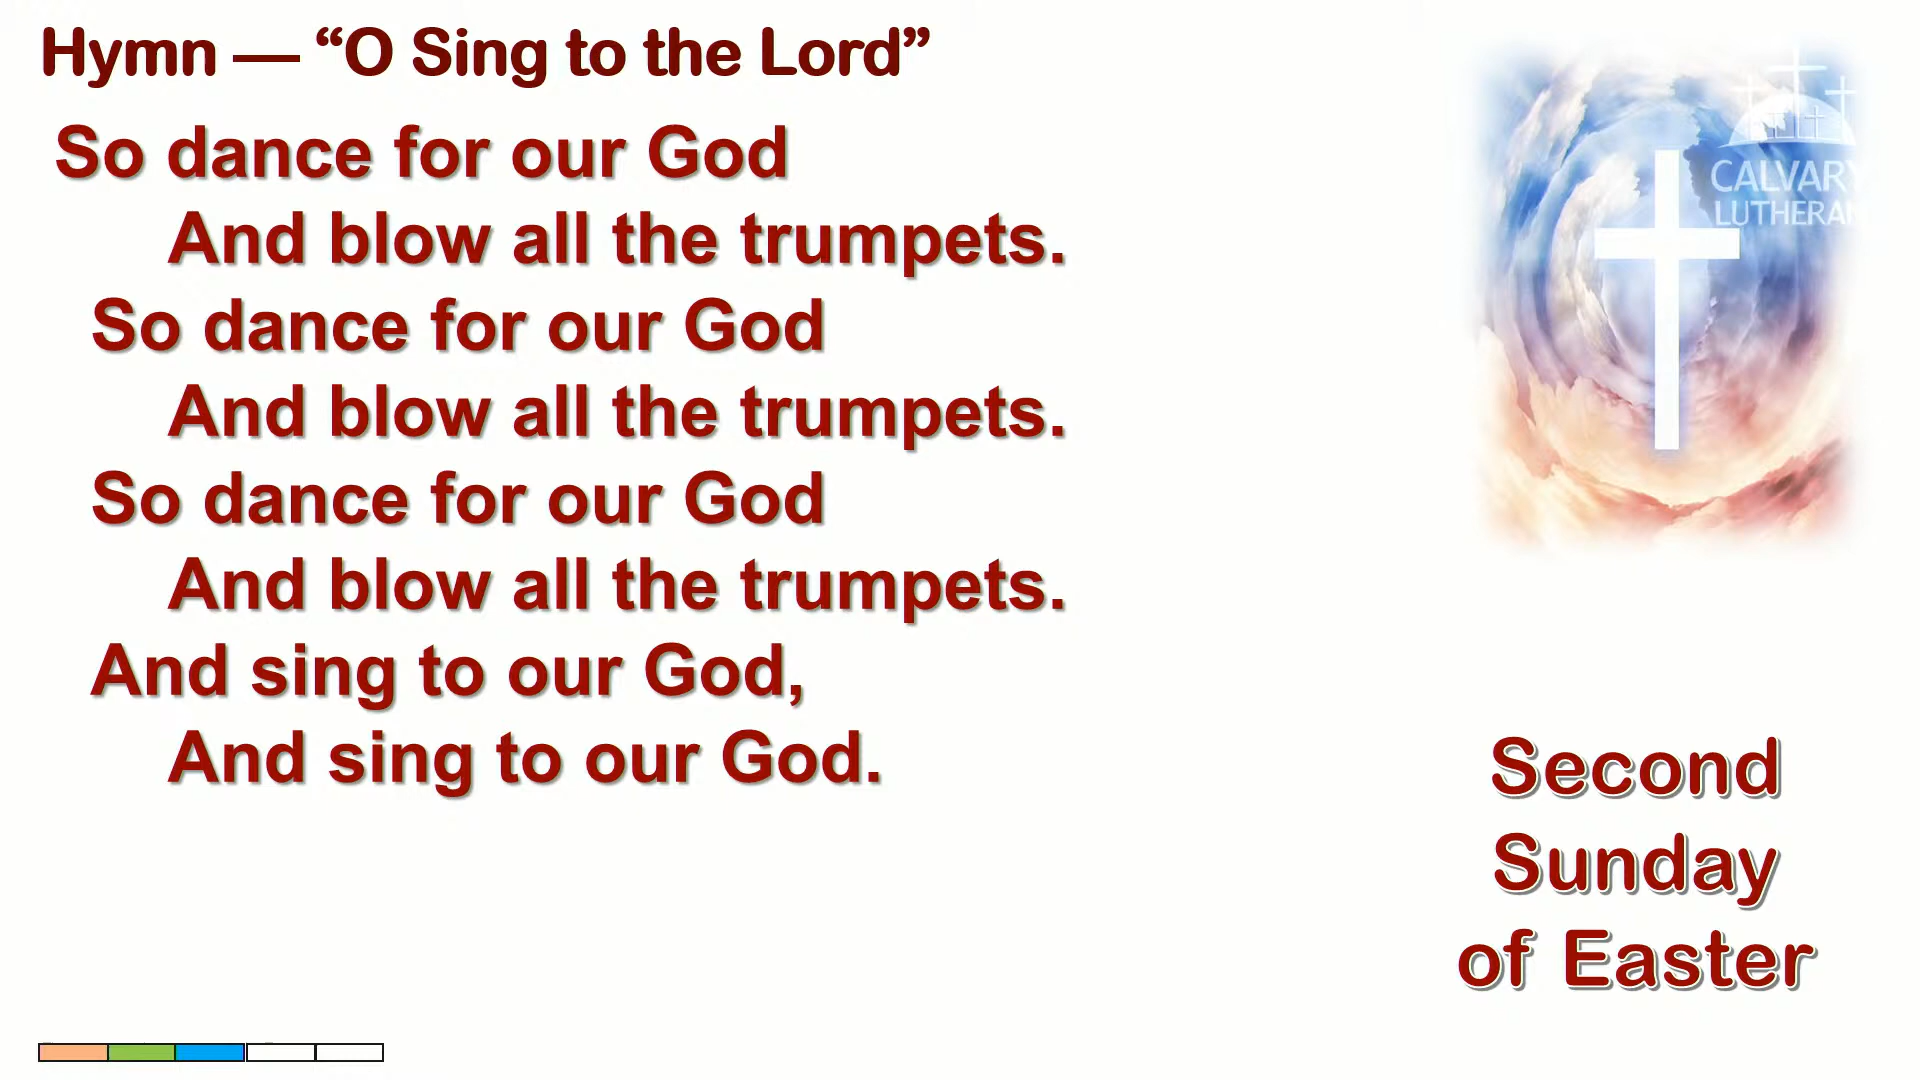 Hymn — “O Sing to the Lord”
So dance for our God
And blow all the trumpets.
So dance for our God
And blow all the trumpets.
So dance for our God
And blow all the trumpets.
And sing to our God,
And sing to our God.
CALVARY
LUTHERAN
Second
Sunday
of Easter